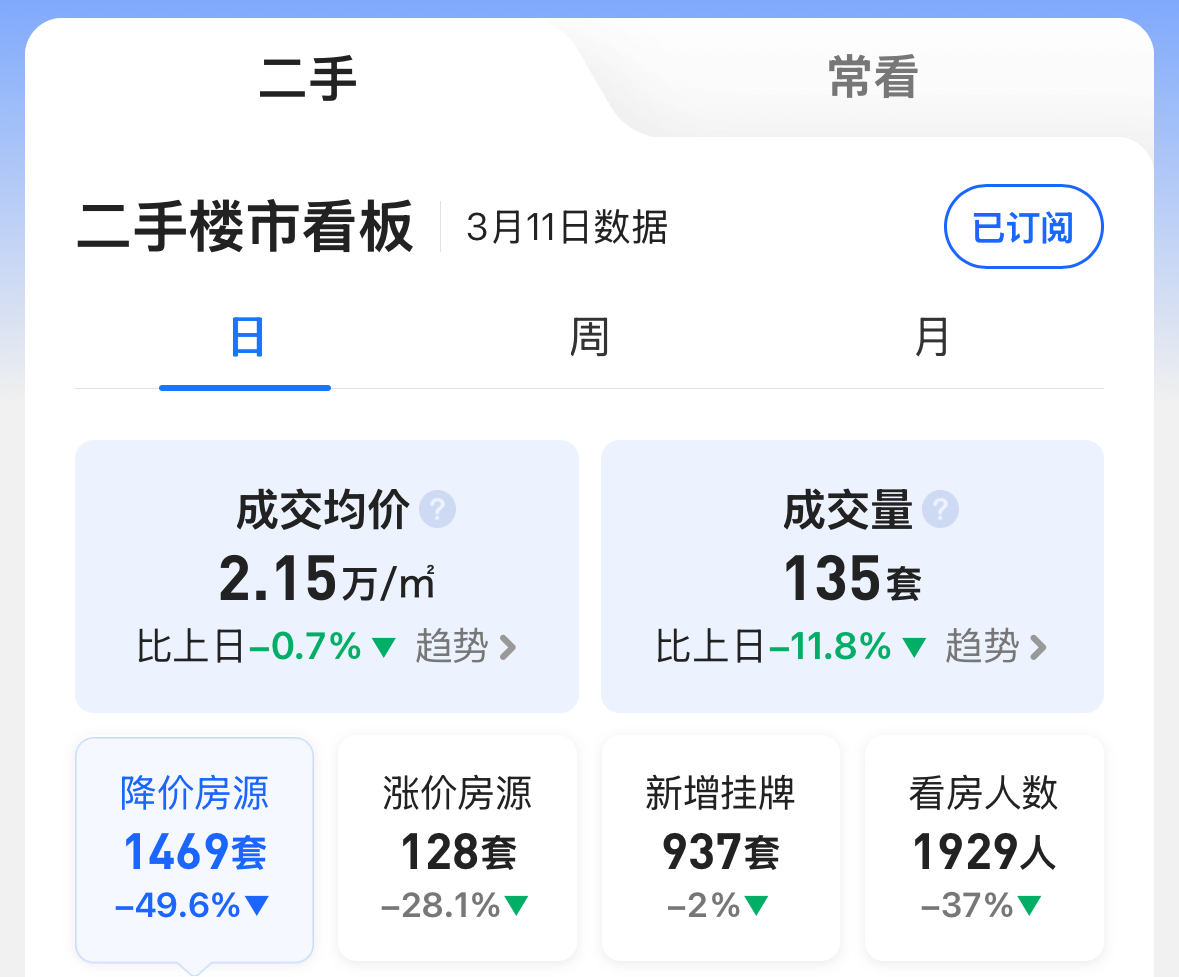 二手 常看
二手楼市看板 3月11日数据 已订阅
日 周 月
成交均价 ? 成交量 ?
2.15万/㎡ 135套
比上日-0.7%▼ 趋势 > 比上日-11.8%▼ 趋势 >
降价房源 涨价房源 新增挂牌 看房人数
1469套 128套 937套 1929人
-49.6%▼ -28.1%▼ -2%▼ -37%▼